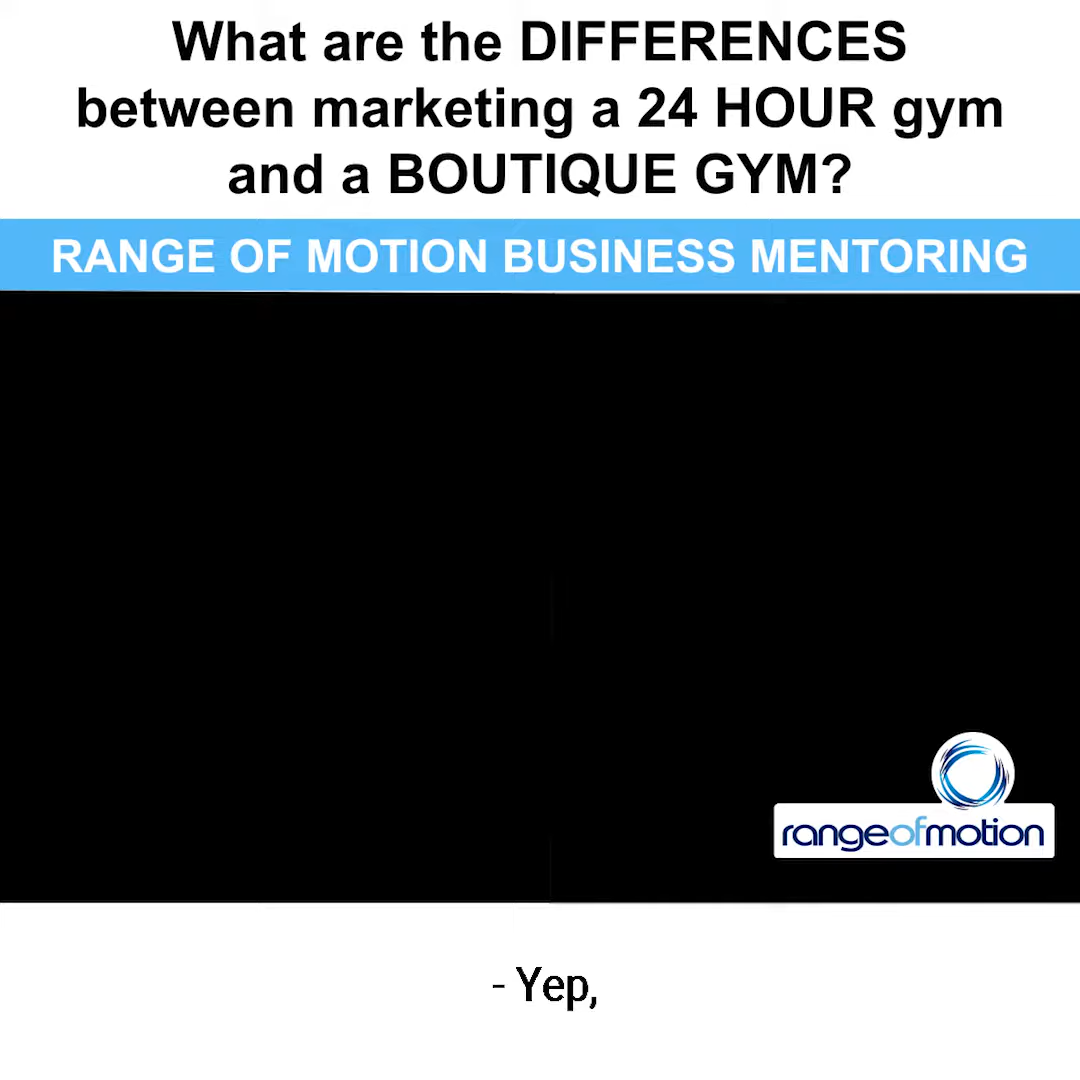 What are the DIFFERENCES
between marketing a 24 HOUR gym
and a BOUTIQUE GYM?
RANGE OF MOTION BUSINESS MENTORING
rangeofmotion
- Yep,